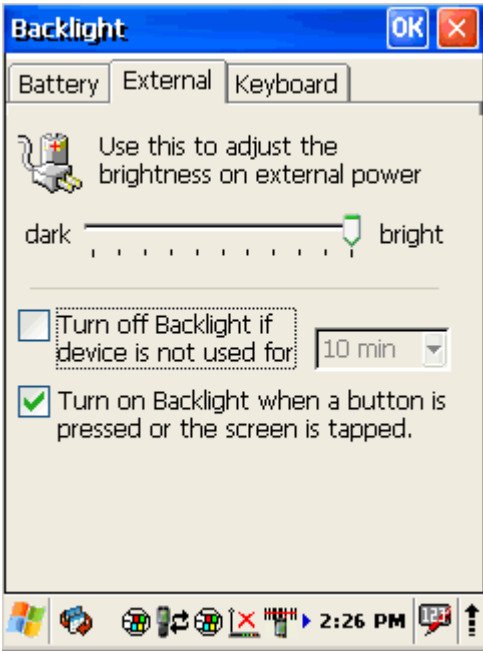 Backlight OK
Battery External Keyboard
Use this to adjust the
brightness on external power
dark bright
Turn off Backlight if
device is not used for 10 min
Turn on Backlight when a button is
pressed or the screen is tapped.
2:26 PM 123